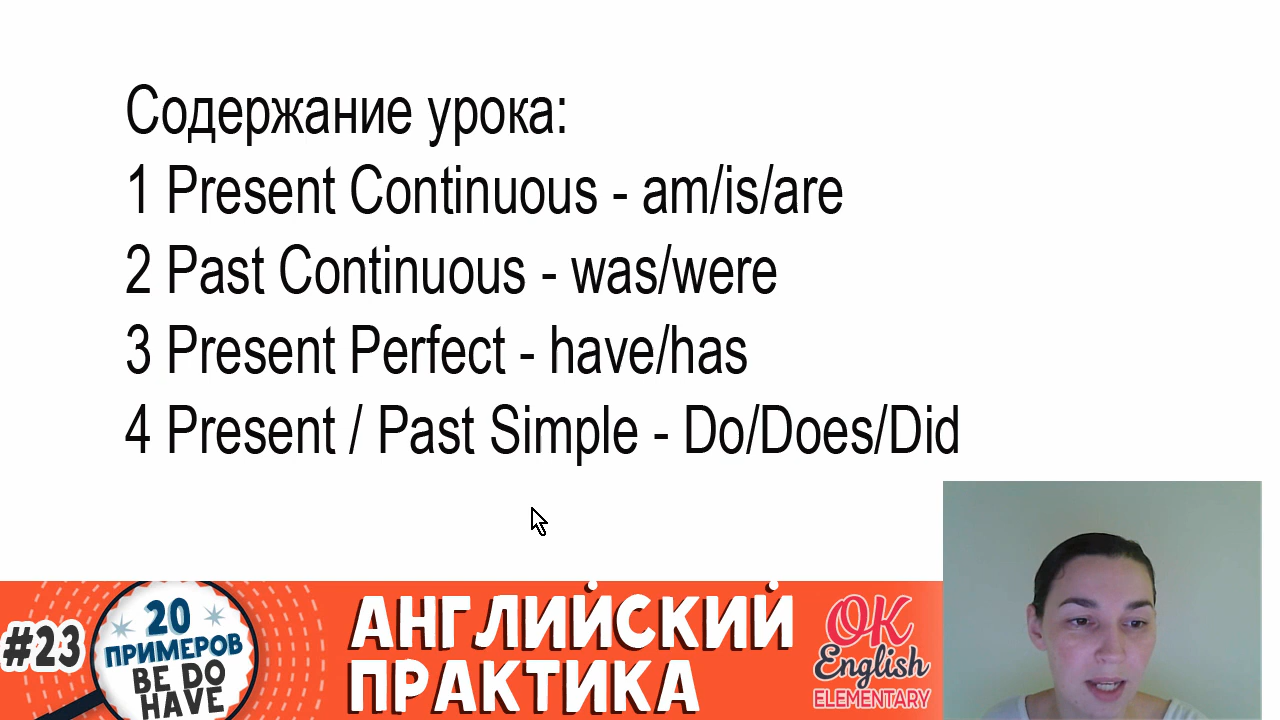 Содержание урока:
1 Present Continuous - am/is/are
2 Past Continuous - was/were
3 Present Perfect - have/has
4 Present / Past Simple - Do/Does/Did
#23
20
ПРИМЕРОВ
BE DO
HAVE
АНГЛИЙСКИЙ
ПРАКТИКА
OK
English
ELEMENTARY